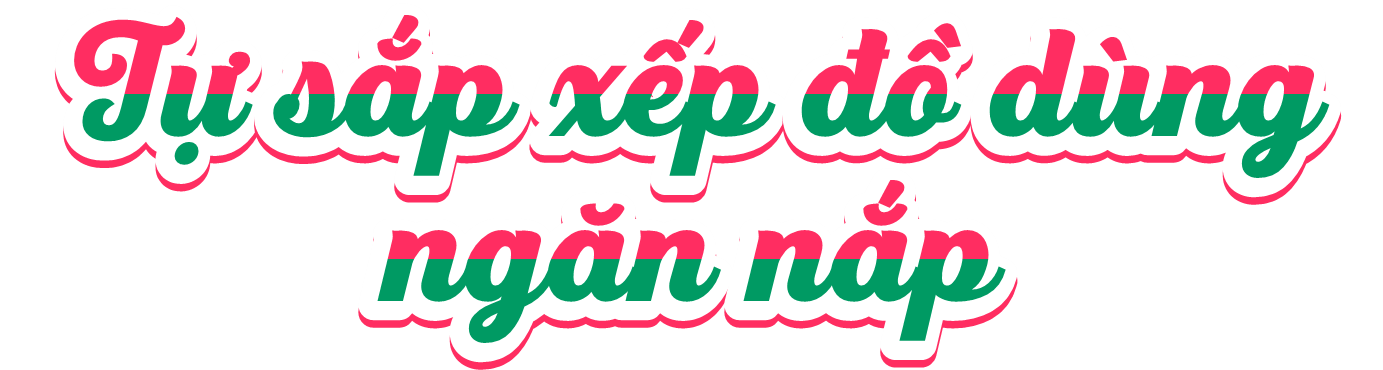 Tự sắp xếp đồ dùng
ngăn nắp